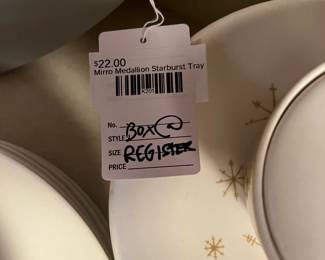 $22.00
Mirro Medallion Starburst Tray
No.
STYLE BOX @
SIZE REGISTER
PRICE